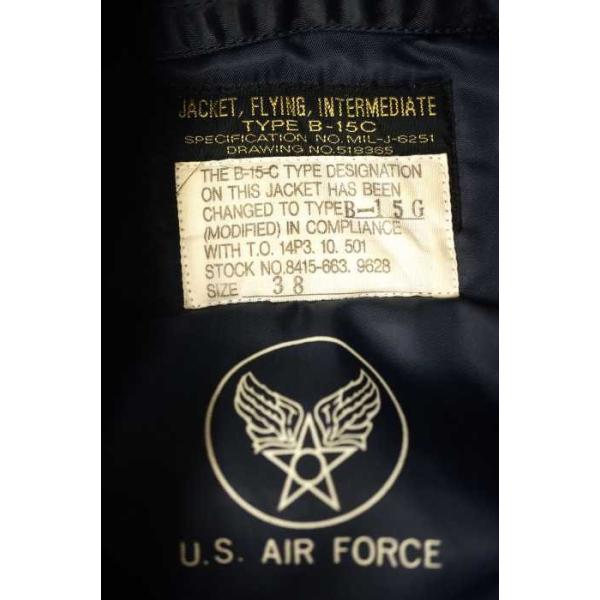 JACKET, FLYING, INTERMEDIATE
TYPE B-15C
SPECIFICATION NO. MIL-J-6251
DRAWING NO. 518365
THE B-15-C TYPE DESIGNATION
ON THIS JACKET HAS BEEN
CHANGED TO TYPE B-15G
(MODIFIED) IN COMPLIANCE
WITH T.O. 14P3. 10. 501
STOCK NO. 8415-663. 9628
SIZE 38
U.S. AIR FORCE